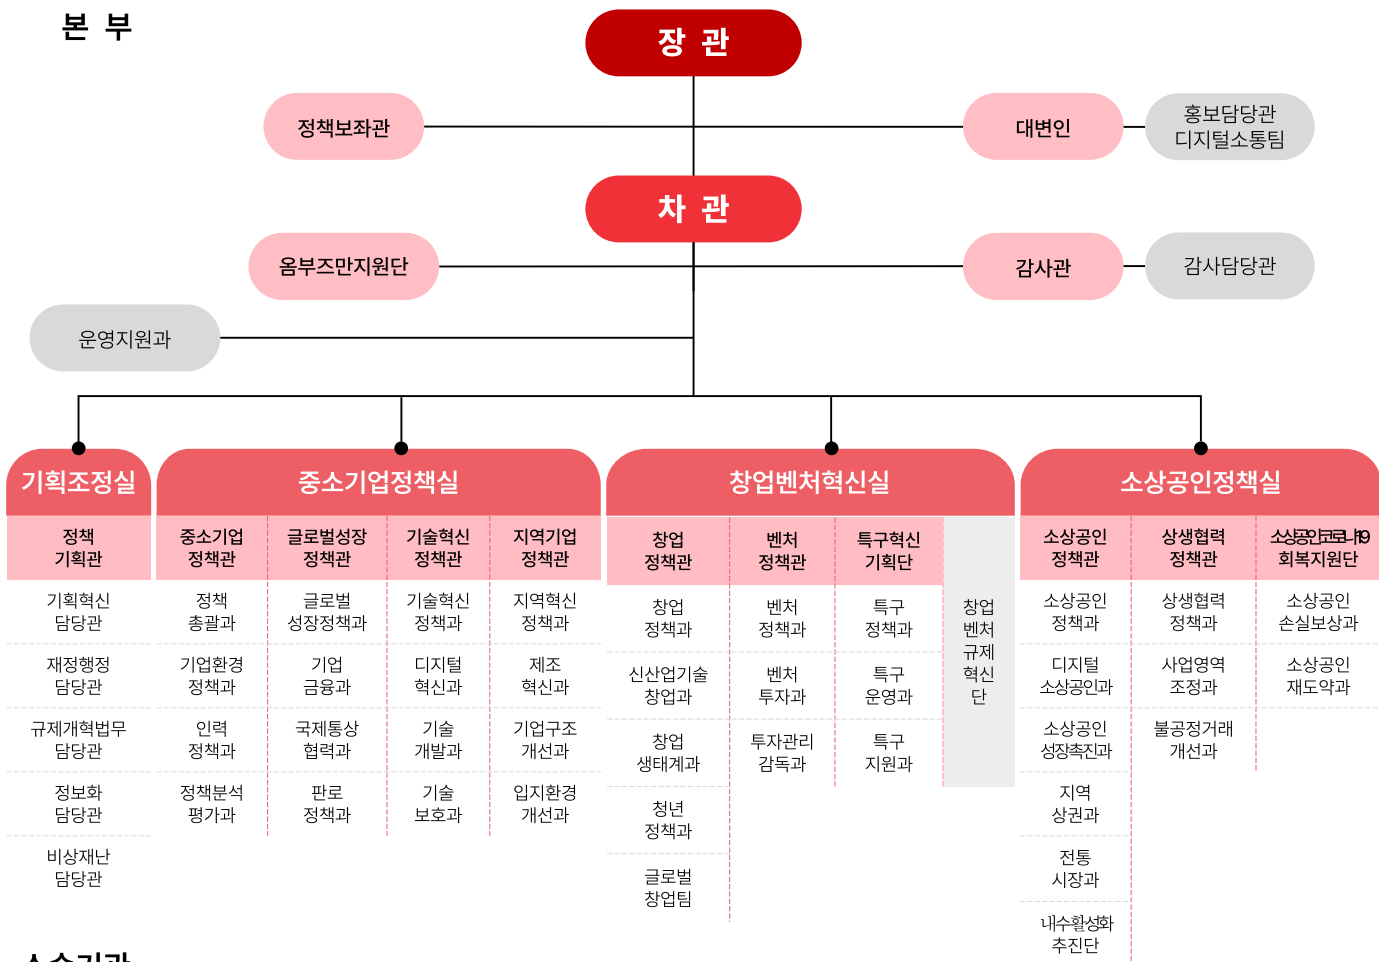 본 부
장 관
정책보좌관
대변인
홍보담당관
디지털소통팀
차 관
옴부즈만지원단
감사관
감사담당관
운영지원과
기획조정실
정책
기획관
기획혁신
담당관
재정행정
담당관
규제개혁법무
담당관
정보화
담당관
비상재난
담당관
중소기업정책실
중소기업
정책관
정책
총괄과
기업환경
정책과
인력
정책과
정책분석
평가과
글로벌성장
정책관
글로벌
성장정책과
기업
금융과
국제통상
협력과
판로
정책과
기술혁신
정책관
기술혁신
정책과
디지털
혁신과
기술
개발과
기술
보호과
지역기업
정책관
지역혁신
정책과
제조
혁신과
기업구조
개선과
입지환경
개선과
창업벤처혁신실
창업
정책관
창업
정책과
신산업기술
창업과
창업
생태계과
청년
정책과
글로벌
창업팀
벤처
정책관
벤처
정책과
벤처
투자과
투자관리
감독과
특구혁신
기획단
특구
정책과
특구
운영과
특구
지원과
창업
벤처
규제
혁신
단
소상공인정책실
소상공인
정책관
소상공인
정책과
디지털
소상공인과
소상공인
성장촉진과
지역
상권과
전통
시장과
내수활성화
추진단
상생협력
정책관
상생협력
정책과
사업영역
조정과
불공정거래
개선과
소상공인코로나19
회복지원단
소상공인
손실보상과
소상공인
재도약과
소속기관